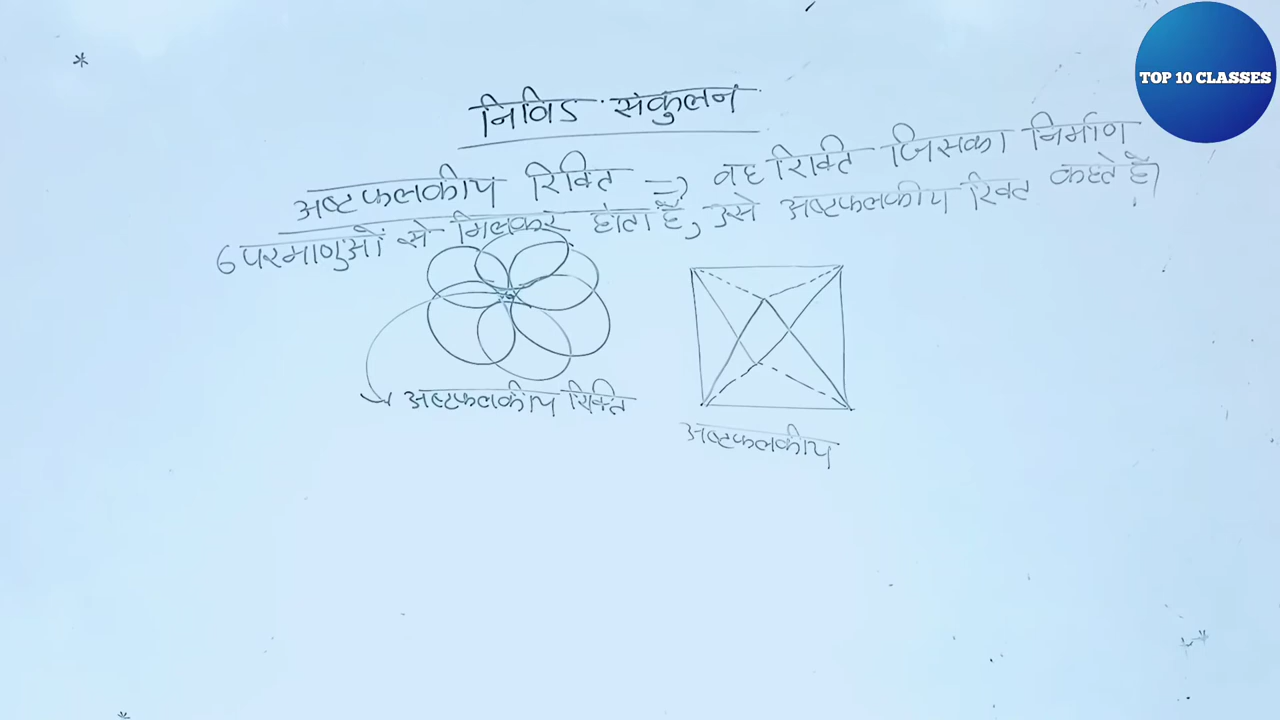 TOP 10 CLASSES
निविड संकुलन
अष्टफलकीय रिक्ति => वह रिक्ति जिसका निर्माण
6 परमाणुओं से मिलकर होता है, उसे अष्टफलकीय रिक्त कहते है।
अष्टफलकीय रिक्ति
अष्टफलकीय